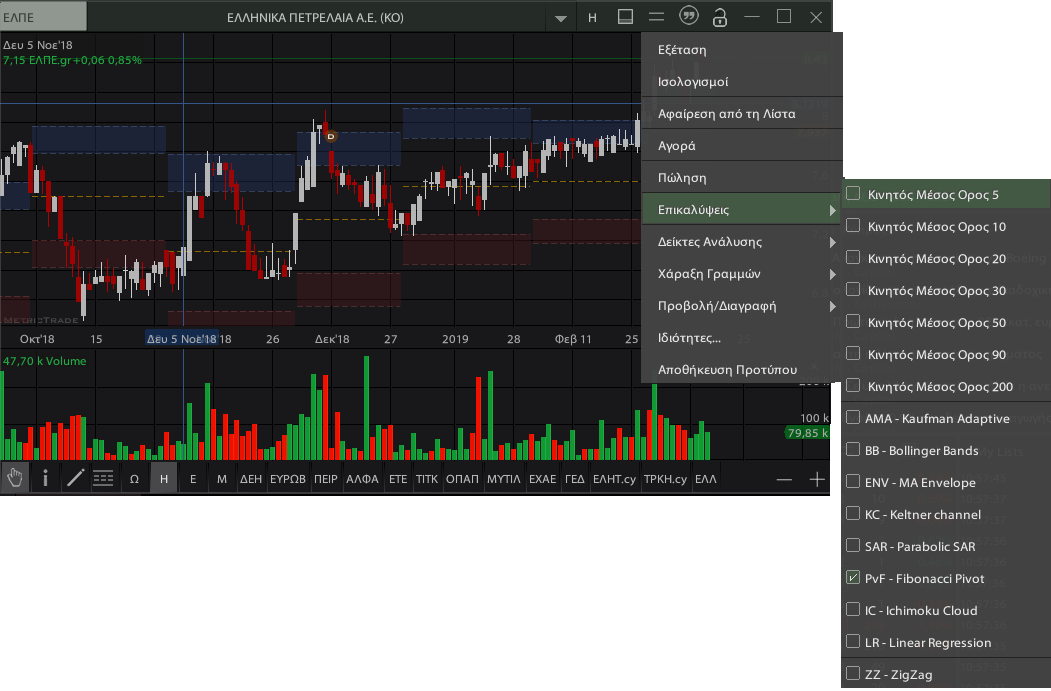 ΕΛΠΕ
ΕΛΛΗΝΙΚΑ ΠΕΤΡΕΛΑΙΑ Α.Ε. (ΚΟ)
Η
Δευ 5 Νοε'18
7,15 ΕΛΠΕ.gr +0,06 0,85%
D
METRICTRADE
Οκτ'18 15 Δευ 5 Νοε'18 18 26 Δεκ'18 27 2019 28 Φεβ 11 25
47,70 k Volume
100 k
79,85 k
Ω Η Ε Μ ΔΕΗ ΕΥΡΩΒ ΠΕΙΡ ΑΛΦΑ ΕΤΕ ΤΙΤΚ ΟΠΑΠ ΜΥΤΙΛ ΕΧΑΕ ΓΕΔ ΕΛΗΤ.cy ΤΡΚΗ.cy ΕΛΛ
Εξέταση
Ισολογισμοί
Αφαίρεση από τη Λίστα
Αγορά
Πώληση
Επικαλύψεις
Δείκτες Ανάλυσης
Χάραξη Γραμμών
Προβολή/Διαγραφή
Ιδιότητες...
Αποθήκευση Προτύπου
Κινητός Μέσος Ορος 5
Κινητός Μέσος Ορος 10
Κινητός Μέσος Ορος 20
Κινητός Μέσος Ορος 30
Κινητός Μέσος Ορος 50
Κινητός Μέσος Ορος 90
Κινητός Μέσος Ορος 200
AMA - Kaufman Adaptive
BB - Bollinger Bands
ENV - MA Envelope
KC - Keltner channel
SAR - Parabolic SAR
PvF - Fibonacci Pivot
IC - Ichimoku Cloud
LR - Linear Regression
ZZ - ZigZag